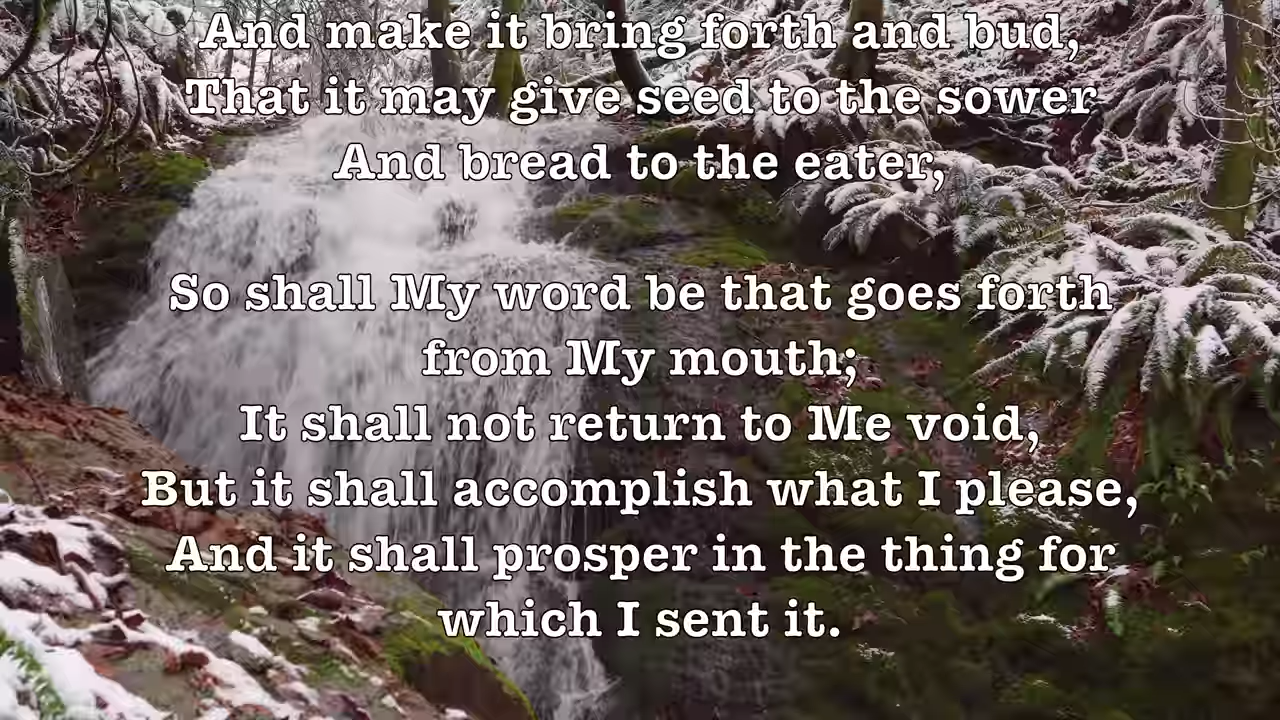 And make it bring forth and bud,
That it may give seed to the sower
And bread to the eater,
So shall My word be that goes forth
from My mouth;
It shall not return to Me void,
But it shall accomplish what I please,
And it shall prosper in the thing for
which I sent it.